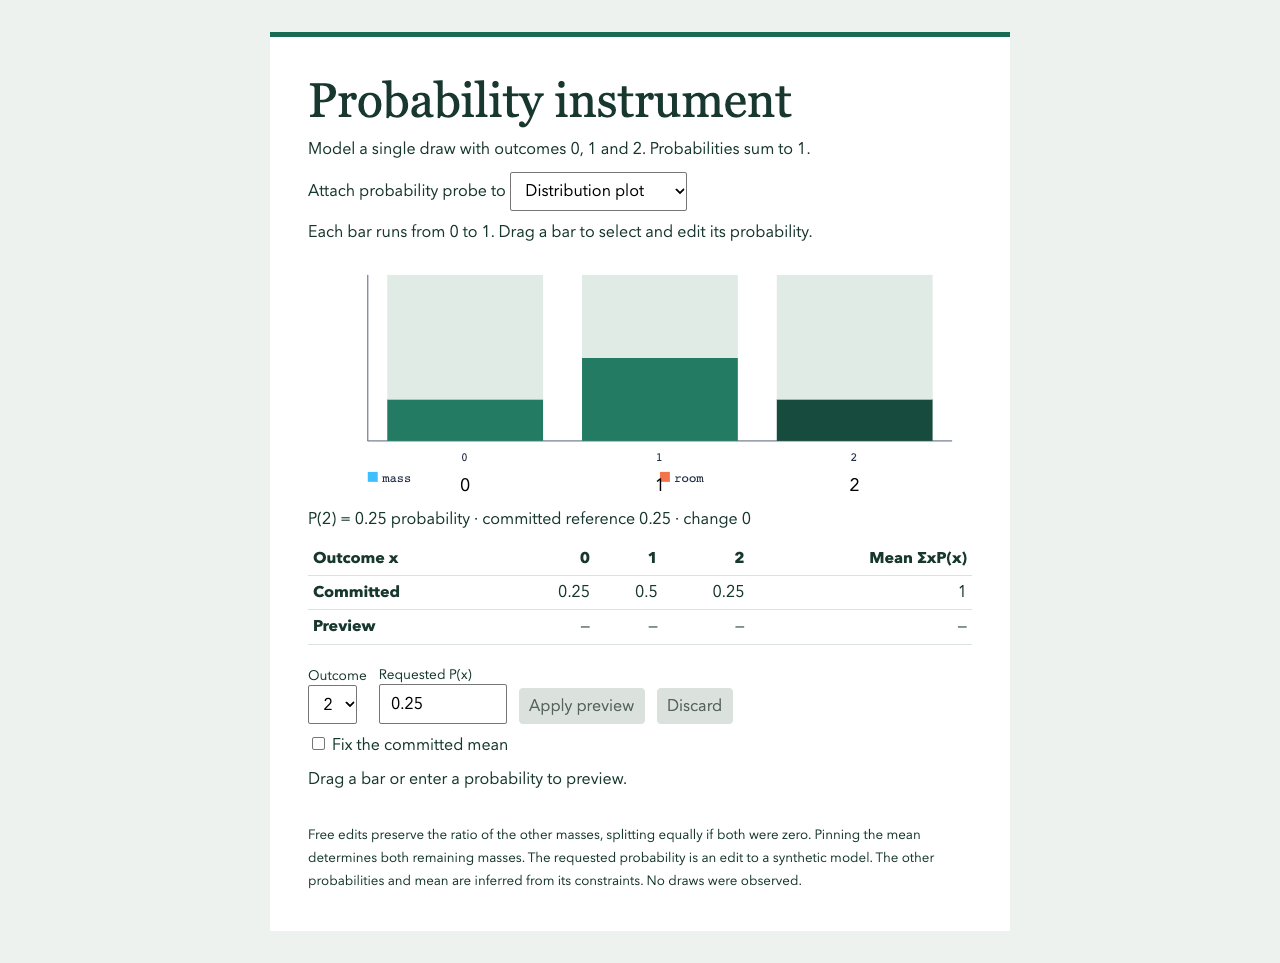 Probability instrument
Model a single draw with outcomes 0, 1 and 2. Probabilities sum to 1.
Attach probability probe to Distribution plot
Each bar runs from 0 to 1. Drag a bar to select and edit its probability.
0 1 2
mass room
0 1 2
P(2) = 0.25 probability · committed reference 0.25 · change 0
Outcome x 0 1 2 Mean ΣxP(x)
Committed 0.25 0.5 0.25 1
Preview – – – –
Outcome Requested P(x)
2 0.25 Apply preview Discard
Fix the committed mean
Drag a bar or enter a probability to preview.
Free edits preserve the ratio of the other masses, splitting equally if both were zero. Pinning the mean
determines both remaining masses. The requested probability is an edit to a synthetic model. The other
probabilities and mean are inferred from its constraints. No draws were observed.